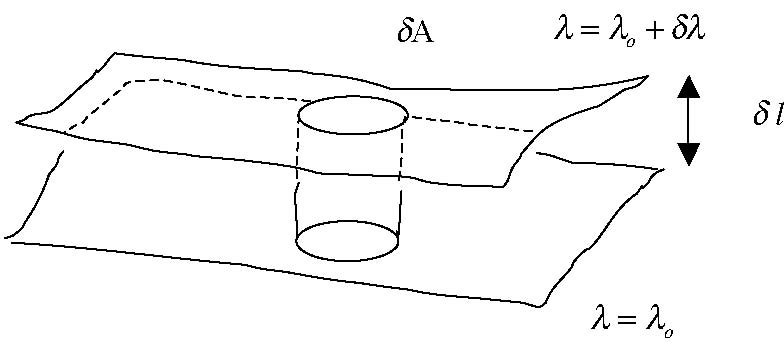 δA
λ = λₒ + δλ
δ l
λ = λₒ